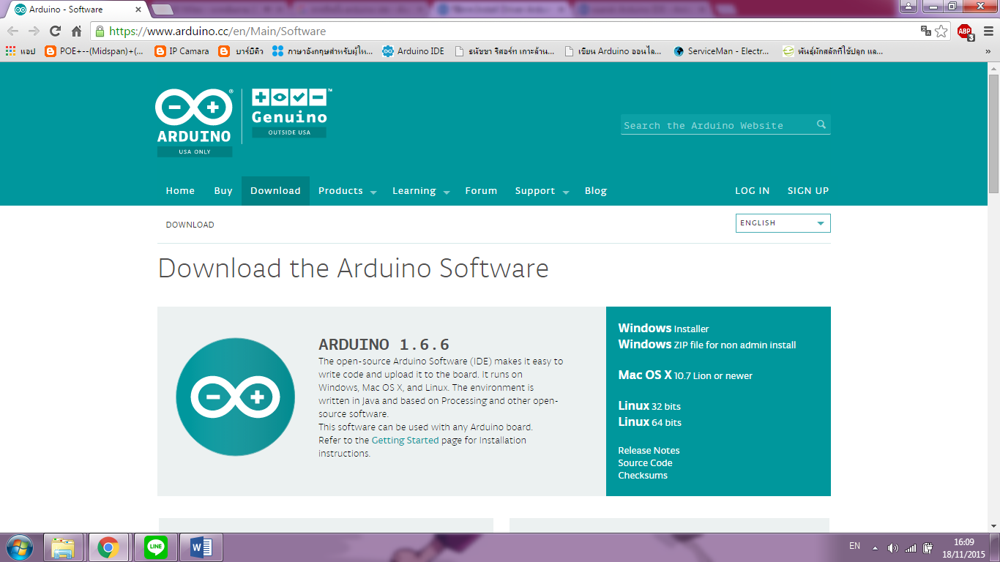 Arduino - Software
https://www.arduino.cc/en/Main/Software
ABP 3
แอป POE+--(Midspan)+(... IP Camara บาร์บีคิว ภาษาอังกฤษสำหรับผู้ให... Arduino IDE ธนัชชา รีสอร์ท เกาะล้าน... เขียน Arduino ออนไล... ServiceMan - Electr... พันธุ์ผักสลัดที่ใช้ปลูก แล... »
ARDUINO
USA ONLY
Genuino
OUTSIDE USA
Search the Arduino Website
Home Buy Download Products Learning Forum Support Blog LOG IN SIGN UP
DOWNLOAD
ENGLISH
Download the Arduino Software
ARDUINO 1.6.6
The open-source Arduino Software (IDE) makes it easy to
write code and upload it to the board. It runs on
Windows, Mac OS X, and Linux. The environment is
written in Java and based on Processing and other open-
source software.
This software can be used with any Arduino board.
Refer to the Getting Started page for Installation
instructions.
Windows Installer
Windows ZIP file for non admin install
Mac OS X 10.7 Lion or newer
Linux 32 bits
Linux 64 bits
Release Notes
Source Code
Checksums
LINE
W
EN
16:09
18/11/2015